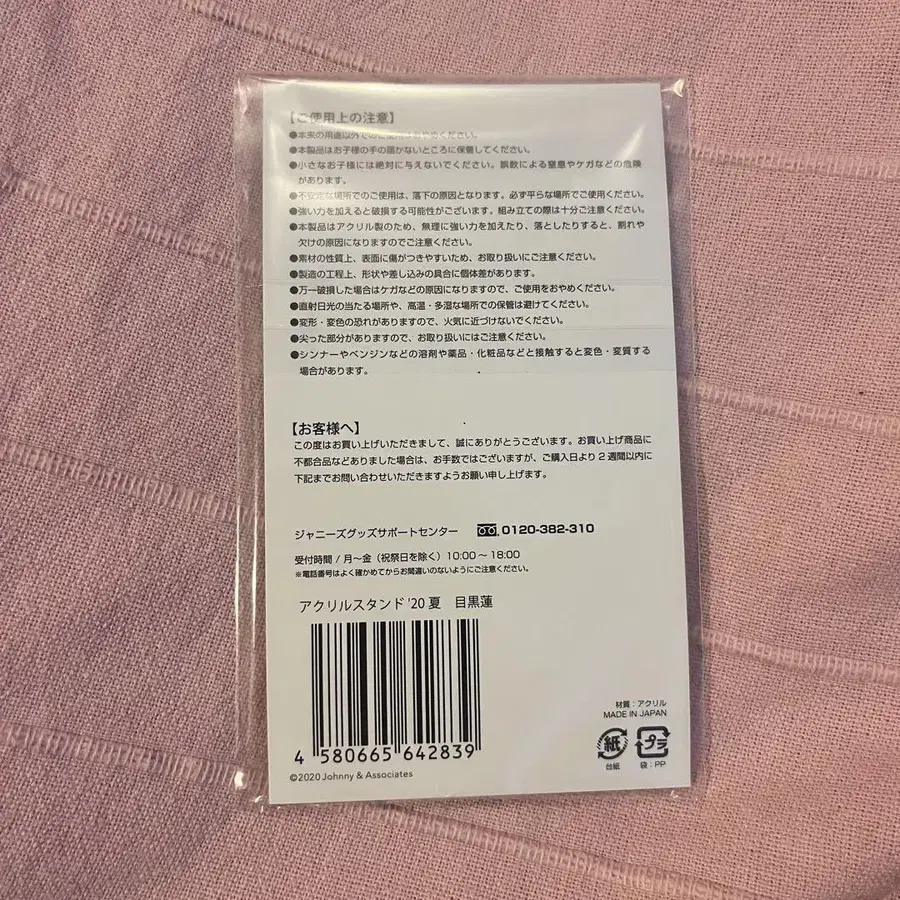 【ご使用上の注意】
●本来の用途以外でのご使用はおやめください。
●本製品はお子様の手の届かないところに保管してください。
●小さなお子様には絶対に与えないでください。誤飲による窒息やケガなどの危険
があります。
●不安定な場所でのご使用は、落下の原因となります。必ず平らな場所でご使用ください。
●強い力を加えると破損する可能性がございます。組み立ての際は十分ご注意ください。
●本製品はアクリル製のため、無理に強い力を加えたり、落としたりすると、割れや
欠けの原因になりますのでご注意ください。
●素材の性質上、表面に傷がつきやすいため、お取り扱いにご注意ください。
●製造の工程上、形状や差し込みの具合に個体差があります。
●万一破損した場合はケガなどの原因になりますので、ご使用をおやめください。
●直射日光の当たる場所や、高温・多湿な場所での保管は避けてください。
●変形・変色の恐れがありますので、火気に近づけないでください。
●尖った部分がありますので、お取り扱いにはご注意ください。
●シンナーやベンジンなどの溶剤や薬品・化粧品などと接触すると変色・変質する
場合があります。
【お客様へ】
この度はお買い上げいただきまして、誠にありがとうございます。お買い上げ商品に
不都合品などありました場合は、お手数ではございますが、ご購入日より2週間以内に
下記までお問い合わせいただきますようお願い申し上げます。
ジャニーズグッズサポートセンター 0120-382-310
受付時間 / 月〜金(祝祭日を除く) 10:00〜18:00
※電話番号はよく確かめてからお間違いのないようにご注意ください。
アクリルスタンド '20 夏 目黒蓮
4 580665 642839
©2020 Johnny & Associates
材質:アクリル
MADE IN JAPAN
紙 プラ
台紙 袋:PP